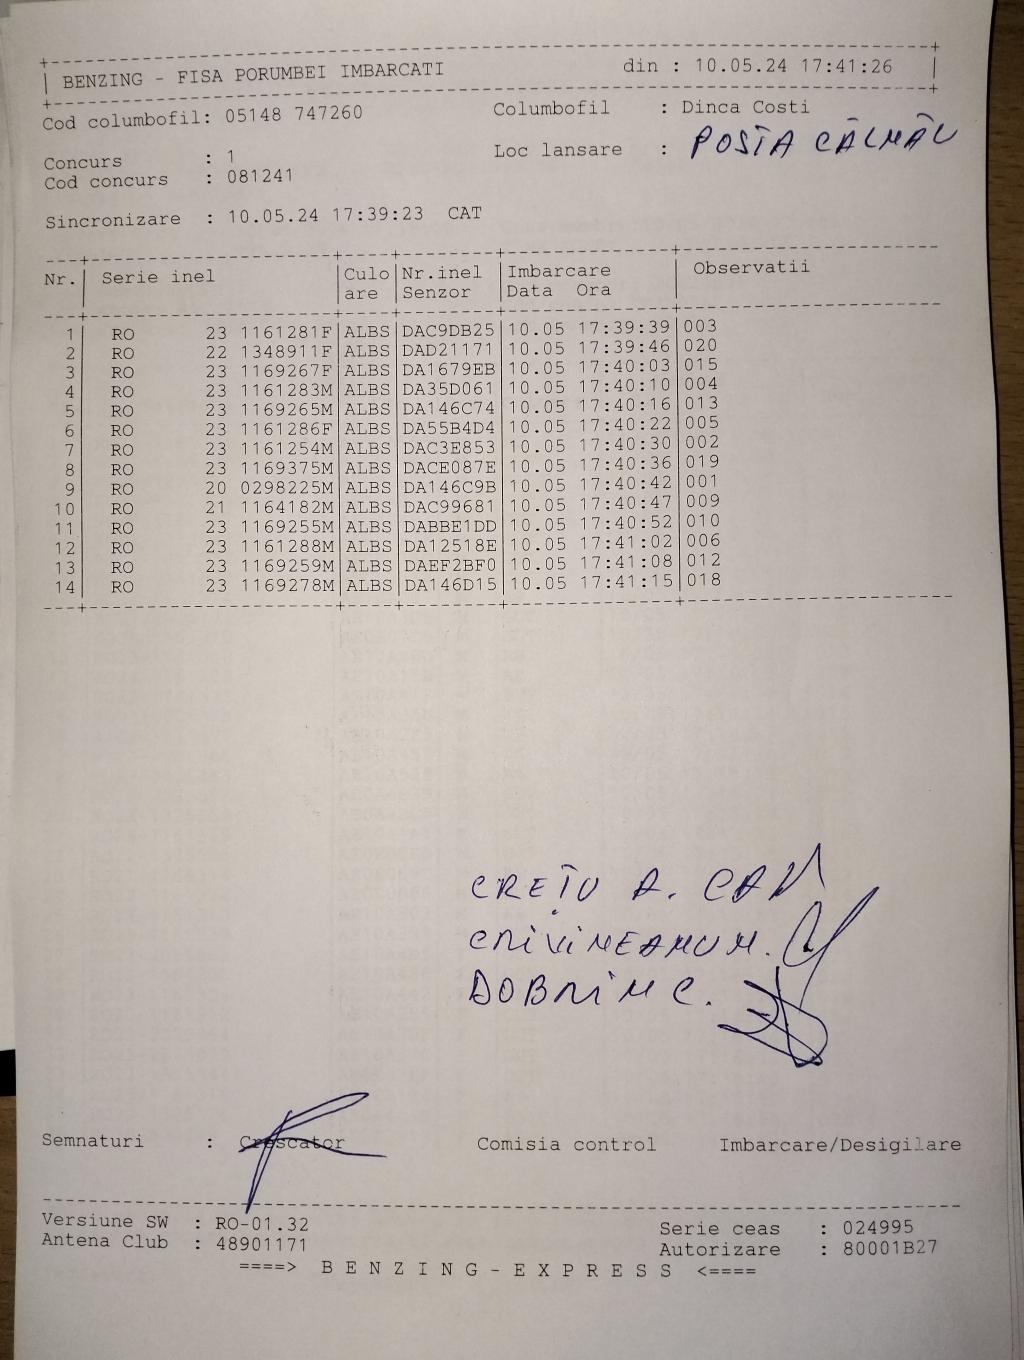 BENZING - FISA PORUMBEI IMBARCATI din : 10.05.24 17:41:26
Cod columbofil: 05148 747260 Columbofil : Dinca Costi
Concurs : 1 Loc lansare : POSTA CÂLNĂU
Cod concurs : 081241
Sincronizare : 10.05.24 17:39:23 CAT
Nr. Serie inel Culo Nr.inel Imbarcare Observatii
are Senzor Data Ora
1 RO 23 1161281F ALBS DAC9DB25 10.05 17:39:39 003
2 RO 22 1348911F ALBS DAD21171 10.05 17:39:46 020
3 RO 23 1169267F ALBS DA1679EB 10.05 17:40:03 015
4 RO 23 1161283M ALBS DA35D061 10.05 17:40:10 004
5 RO 23 1169265M ALBS DA146C74 10.05 17:40:16 013
6 RO 23 1161286F ALBS DA55B4D4 10.05 17:40:22 005
7 RO 23 1161254M ALBS DAC3E853 10.05 17:40:30 002
8 RO 23 1169375M ALBS DACE087E 10.05 17:40:36 019
9 RO 20 0298225M ALBS DA146C9B 10.05 17:40:42 001
10 RO 21 1164182M ALBS DAC99681 10.05 17:40:47 009
11 RO 23 1169255M ALBS DABBE1DD 10.05 17:40:52 010
12 RO 23 1161288M ALBS DA12518E 10.05 17:41:02 006
13 RO 23 1169259M ALBS DAEF2BF0 10.05 17:41:08 012
14 RO 23 1169278M ALBS DA146D15 10.05 17:41:15 018
CREȚU A.
CRIVINEANU M.
DOBRIN C.
Semnaturi : Crescator Comisia control Imbarcare/Desigilare
Versiune SW : RO-01.32 Serie ceas : 024995
Antena Club : 48901171 Autorizare : 80001B27
====> B E N Z I N G - E X P R E S S <====